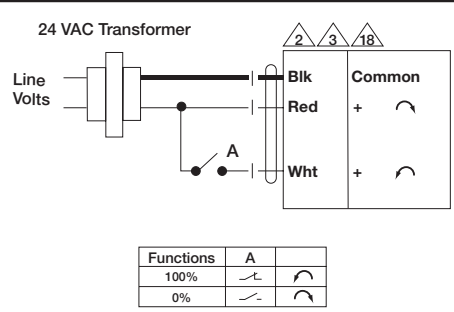 24 VAC Transformer
2 3 18
Line
Volts
Blk Common
Red +
A
Wht +
Functions A
100%
0%